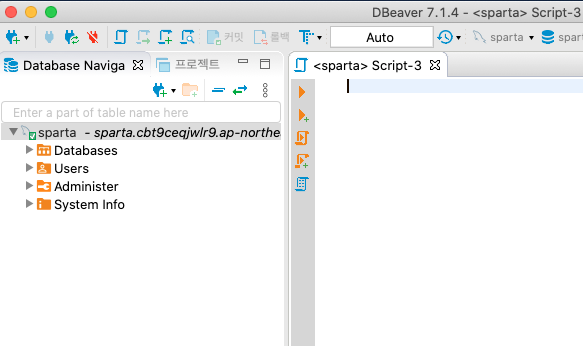 DBeaver 7.1.4 - <sparta> Script-3
커밋 롤백 T Auto sparta sparta
Database Naviga 프로젝트 <sparta> Script-3
Enter a part of table name here
sparta - sparta.cbt9ceqjwlr9.ap-northe
Databases
Users
Administer
System Info